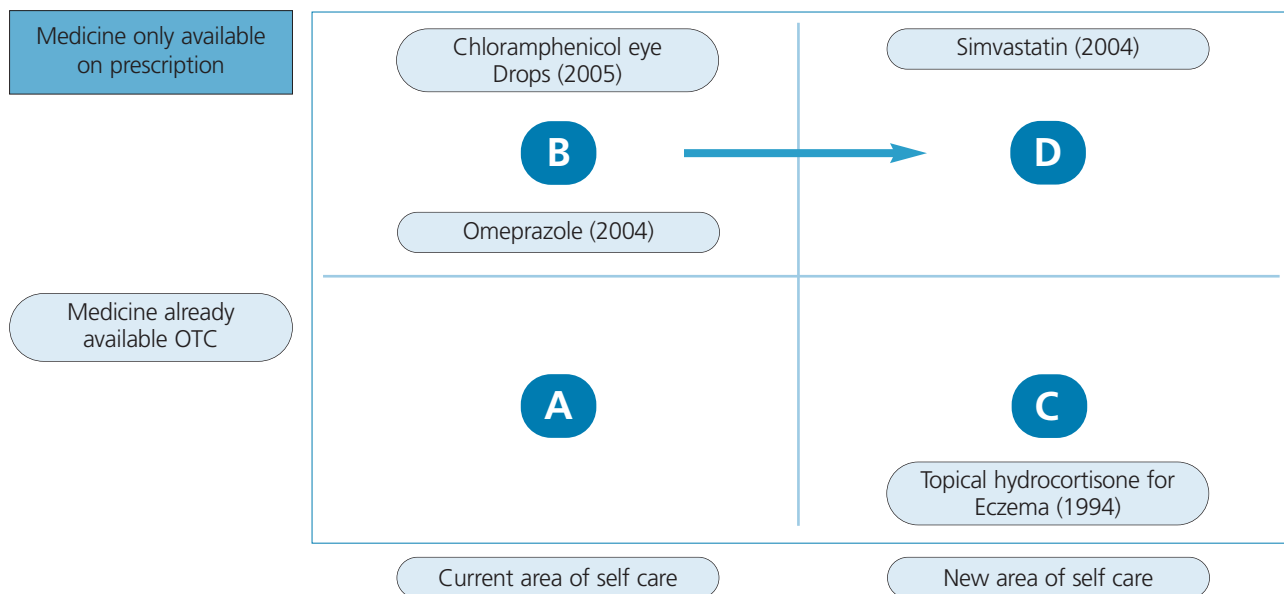 Medicine only available
on prescription
Chloramphenicol eye
Drops (2005)
Simvastatin (2004)
B
D
Omeprazole (2004)
Medicine already
available OTC
A
C
Topical hydrocortisone for
Eczema (1994)
Current area of self care
New area of self care